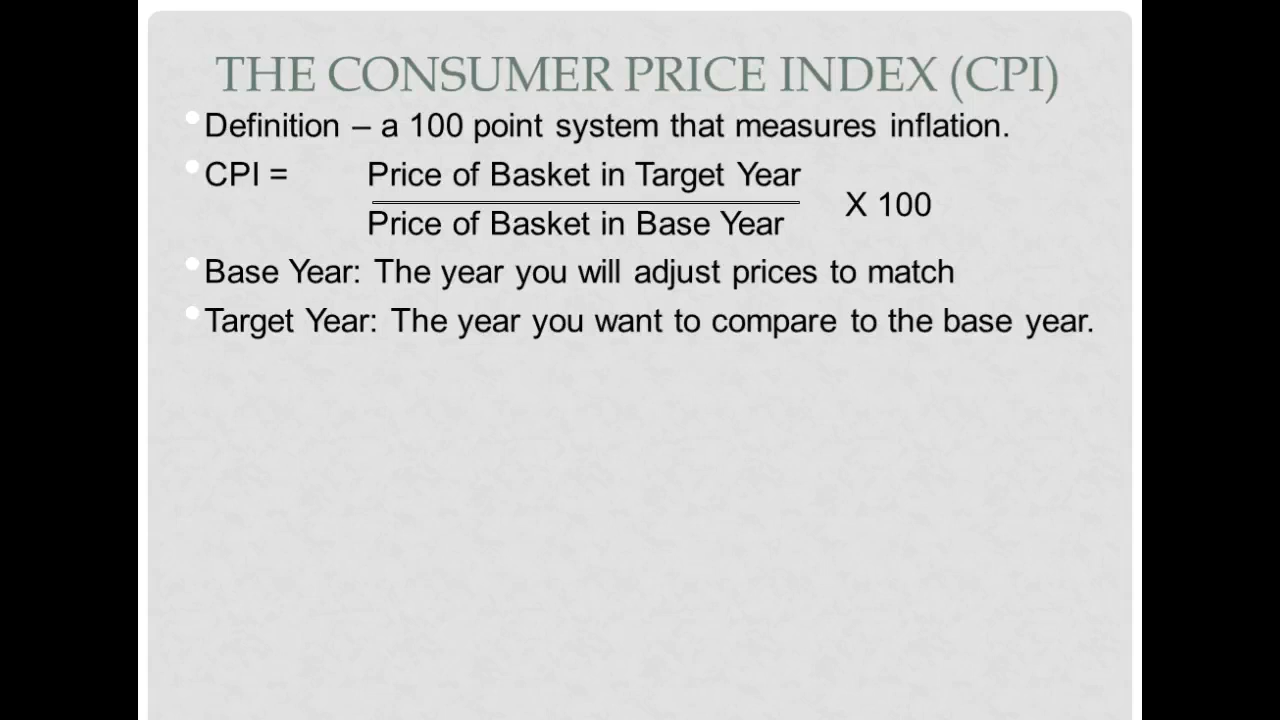 THE CONSUMER PRICE INDEX (CPI)
Definition – a 100 point system that measures inflation.
CPI = Price of Basket in Target Year
X 100
Price of Basket in Base Year
Base Year: The year you will adjust prices to match
Target Year: The year you want to compare to the base year.